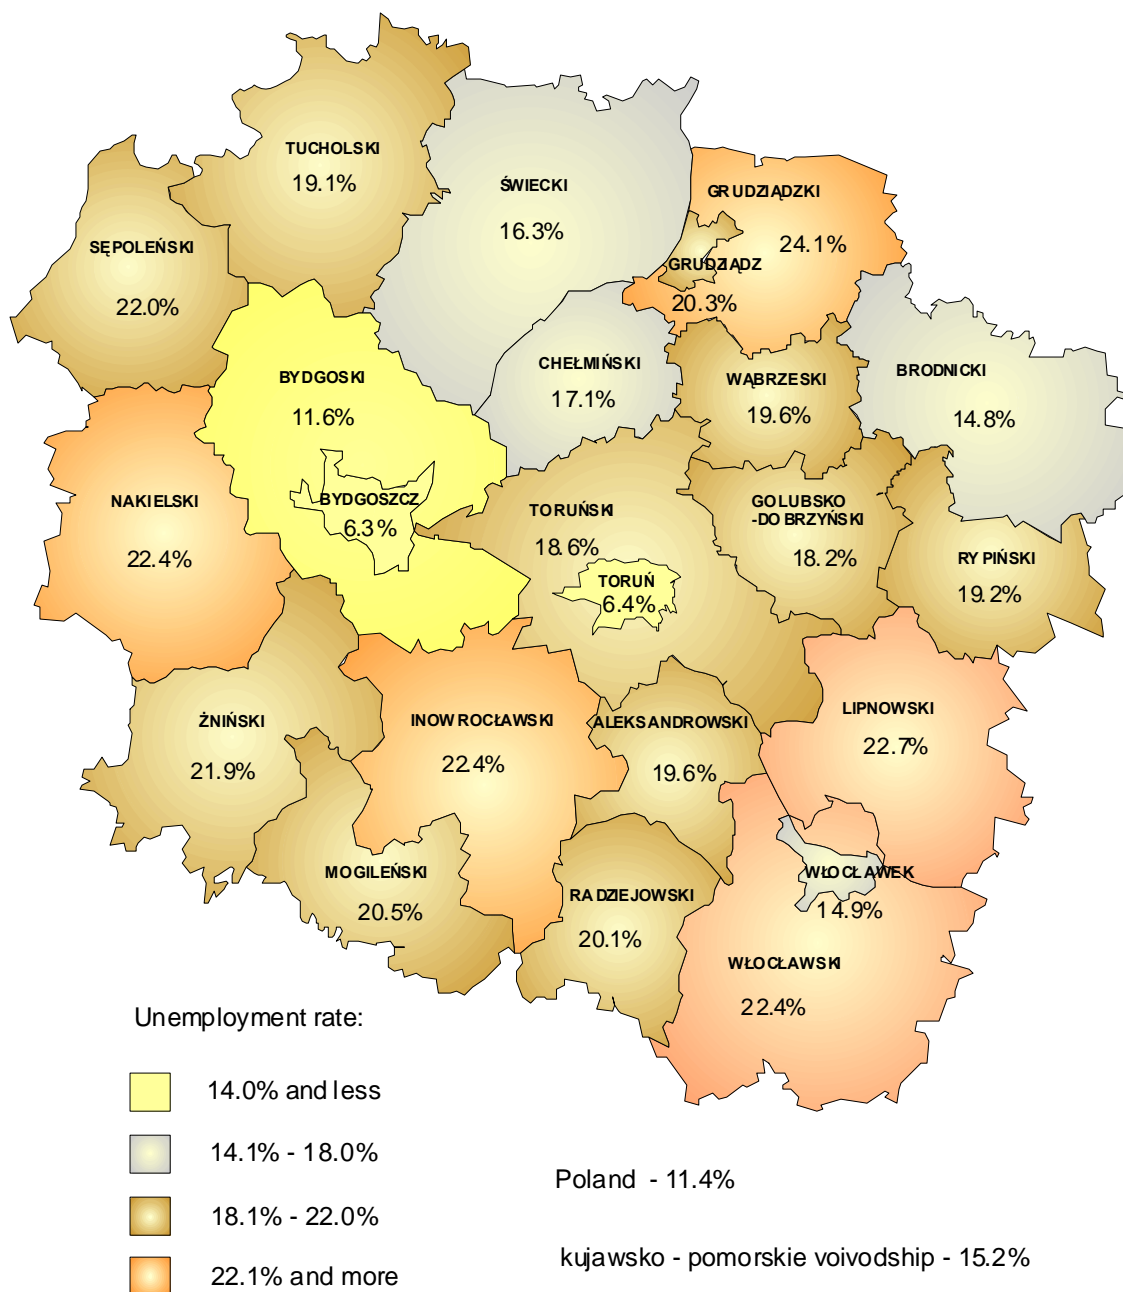 TUCHOLSKI
19.1%
ŚWIECKI
16.3%
GRUDZIĄDZKI
24.1%
SĘPOLEŃSKI
22.0%
GRUDZIĄDZ
20.3%
BYDGOSKI
11.6%
CHEŁMIŃSKI
17.1%
WĄBRZESKI
19.6%
BRODNICKI
14.8%
NAKIELSKI
22.4%
BYDGOSZCZ
6.3%
TORUŃSKI
18.6%
GOLUBSKO
-DOBRZYŃSKI
18.2%
RYPIŃSKI
19.2%
TORUŃ
6.4%
ŻNIŃSKI
21.9%
INOWROCŁAWSKI
22.4%
ALEKSANDROWSKI
19.6%
LIPNOWSKI
22.7%
MOGILEŃSKI
20.5%
RADZIEJOWSKI
20.1%
WŁOCŁAWEK
14.9%
WŁOCŁAWSKI
22.4%
Unemployment rate:
14.0% and less
14.1% - 18.0%
18.1% - 22.0%
22.1% and more
Poland - 11.4%
kujawsko - pomorskie voivodship - 15.2%